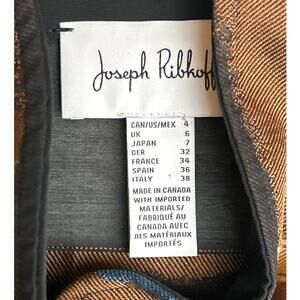 Joseph Ribkoff
CAN/US/MEX 4
UK 6
JAPAN 7
GER 32
FRANCE 34
SPAIN 36
ITALY 38
MADE IN CANADA
WITH IMPORTED
MATERIALS/
FABRIQUÉ AU
CANADA AVEC
DES MATÉRIAUX
IMPORTÉS